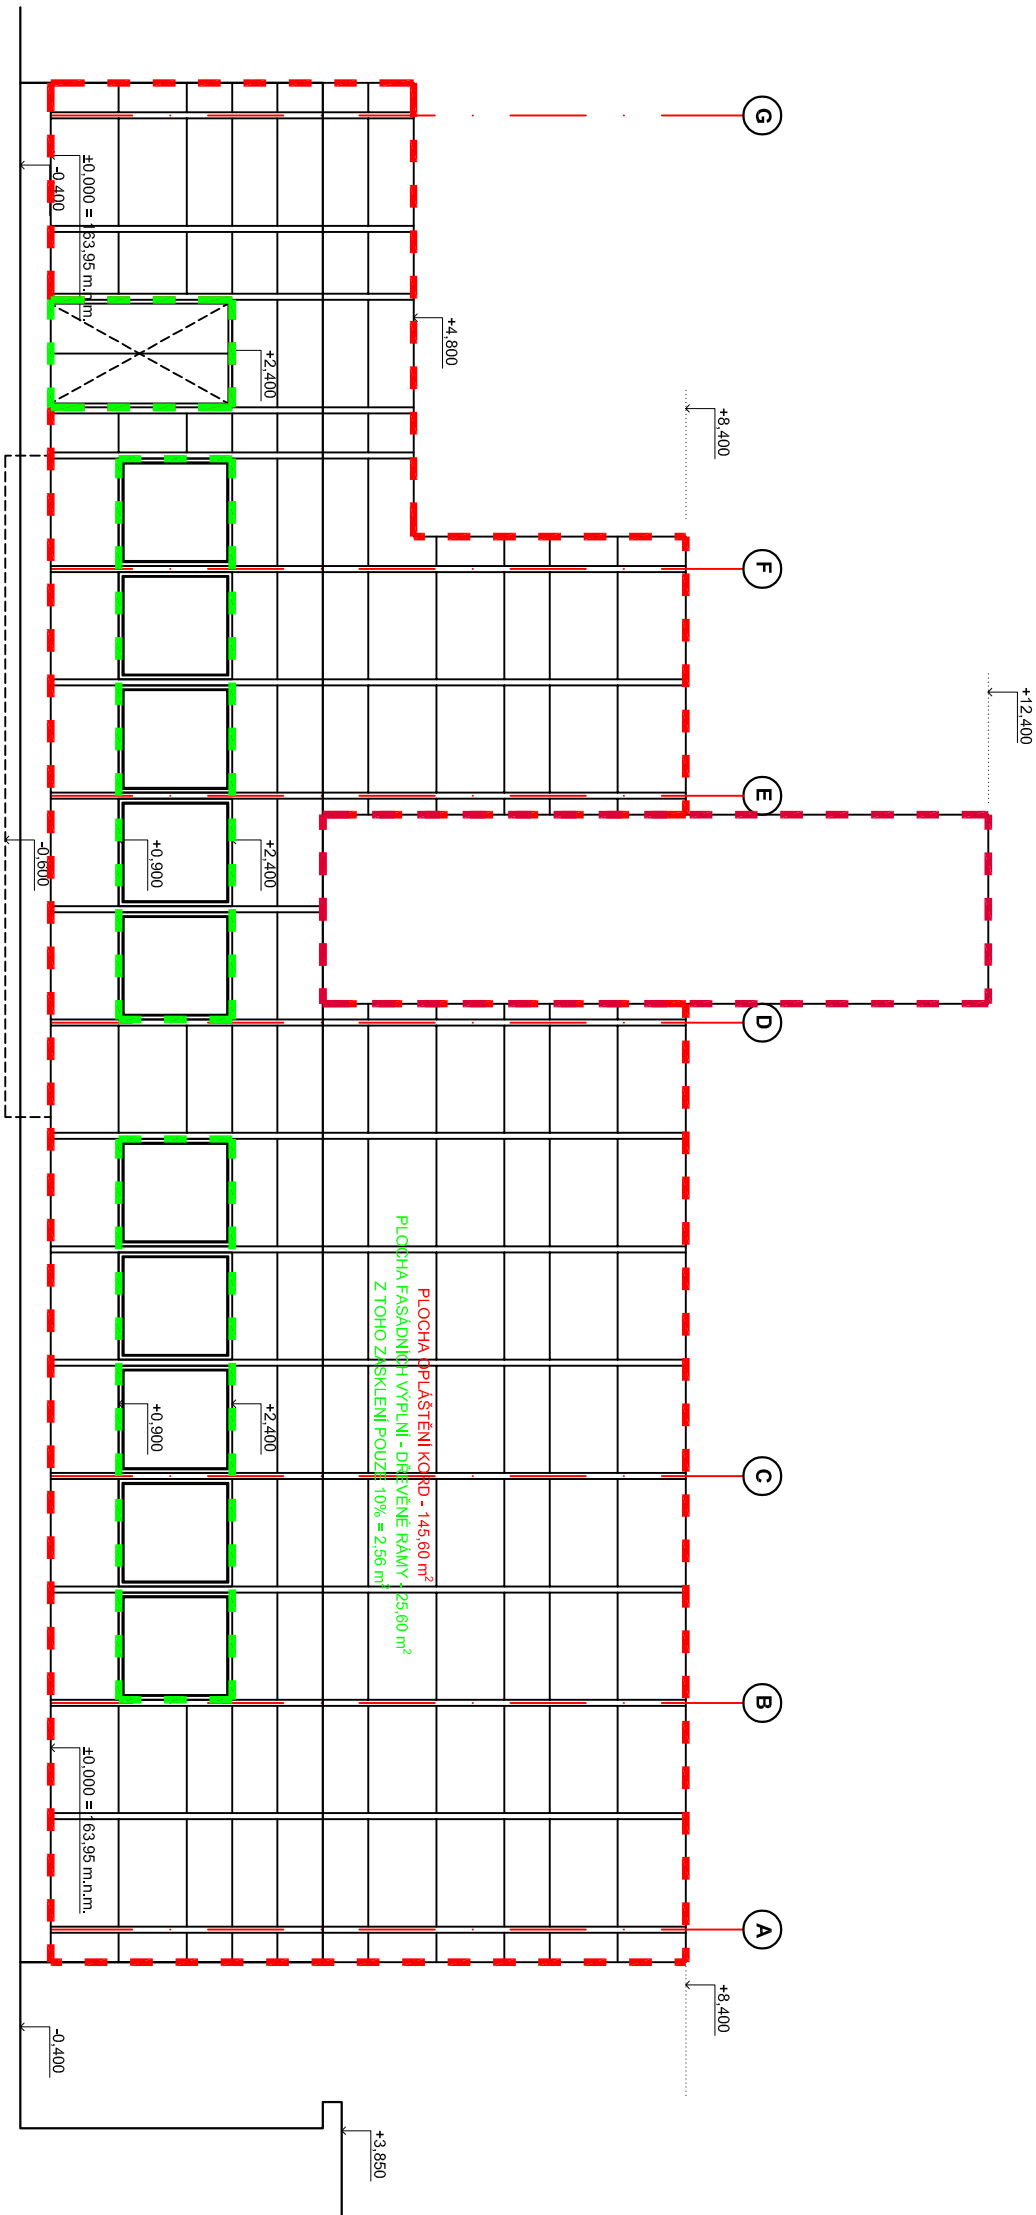 G
F
E
D
C
B
A
+12,400
+8,400
+8,400
+4,800
+3,850
+2,400
+2,400
+2,400
+0,900
+0,900
±0,000 = 163,95 m.n.m.
±0,000 = 163,95 m.n.m.
-0,400
-0,600
-0,400
PLOCHA OPLÁŠTĚNÍ KORD - 145,60 m²
PLOCHA FASÁDNÍCH VÝPLNÍ - DŘEVĚNÉ RÁMY - 25,60 m²
Z TOHO ZASKLENÍ POUZE 10% = 2,56 m²